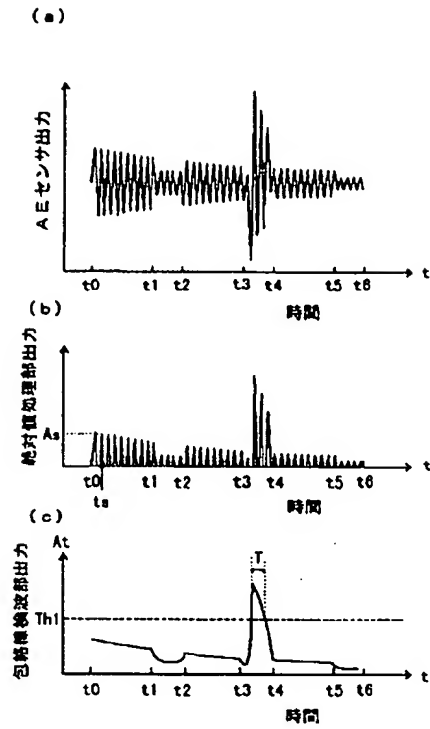 (a)
AEセンサ出力
t0 t1 t2 t3 t4 t5 t6 t
時間
(b)
絶対値処理部出力
As
t0 t1 t2 t3 t4 t5 t6 t
ts
時間
(c)
At
包絡線検波部出力
T
Th1
t0 t1 t2 t3 t4 t5 t6 t
時間